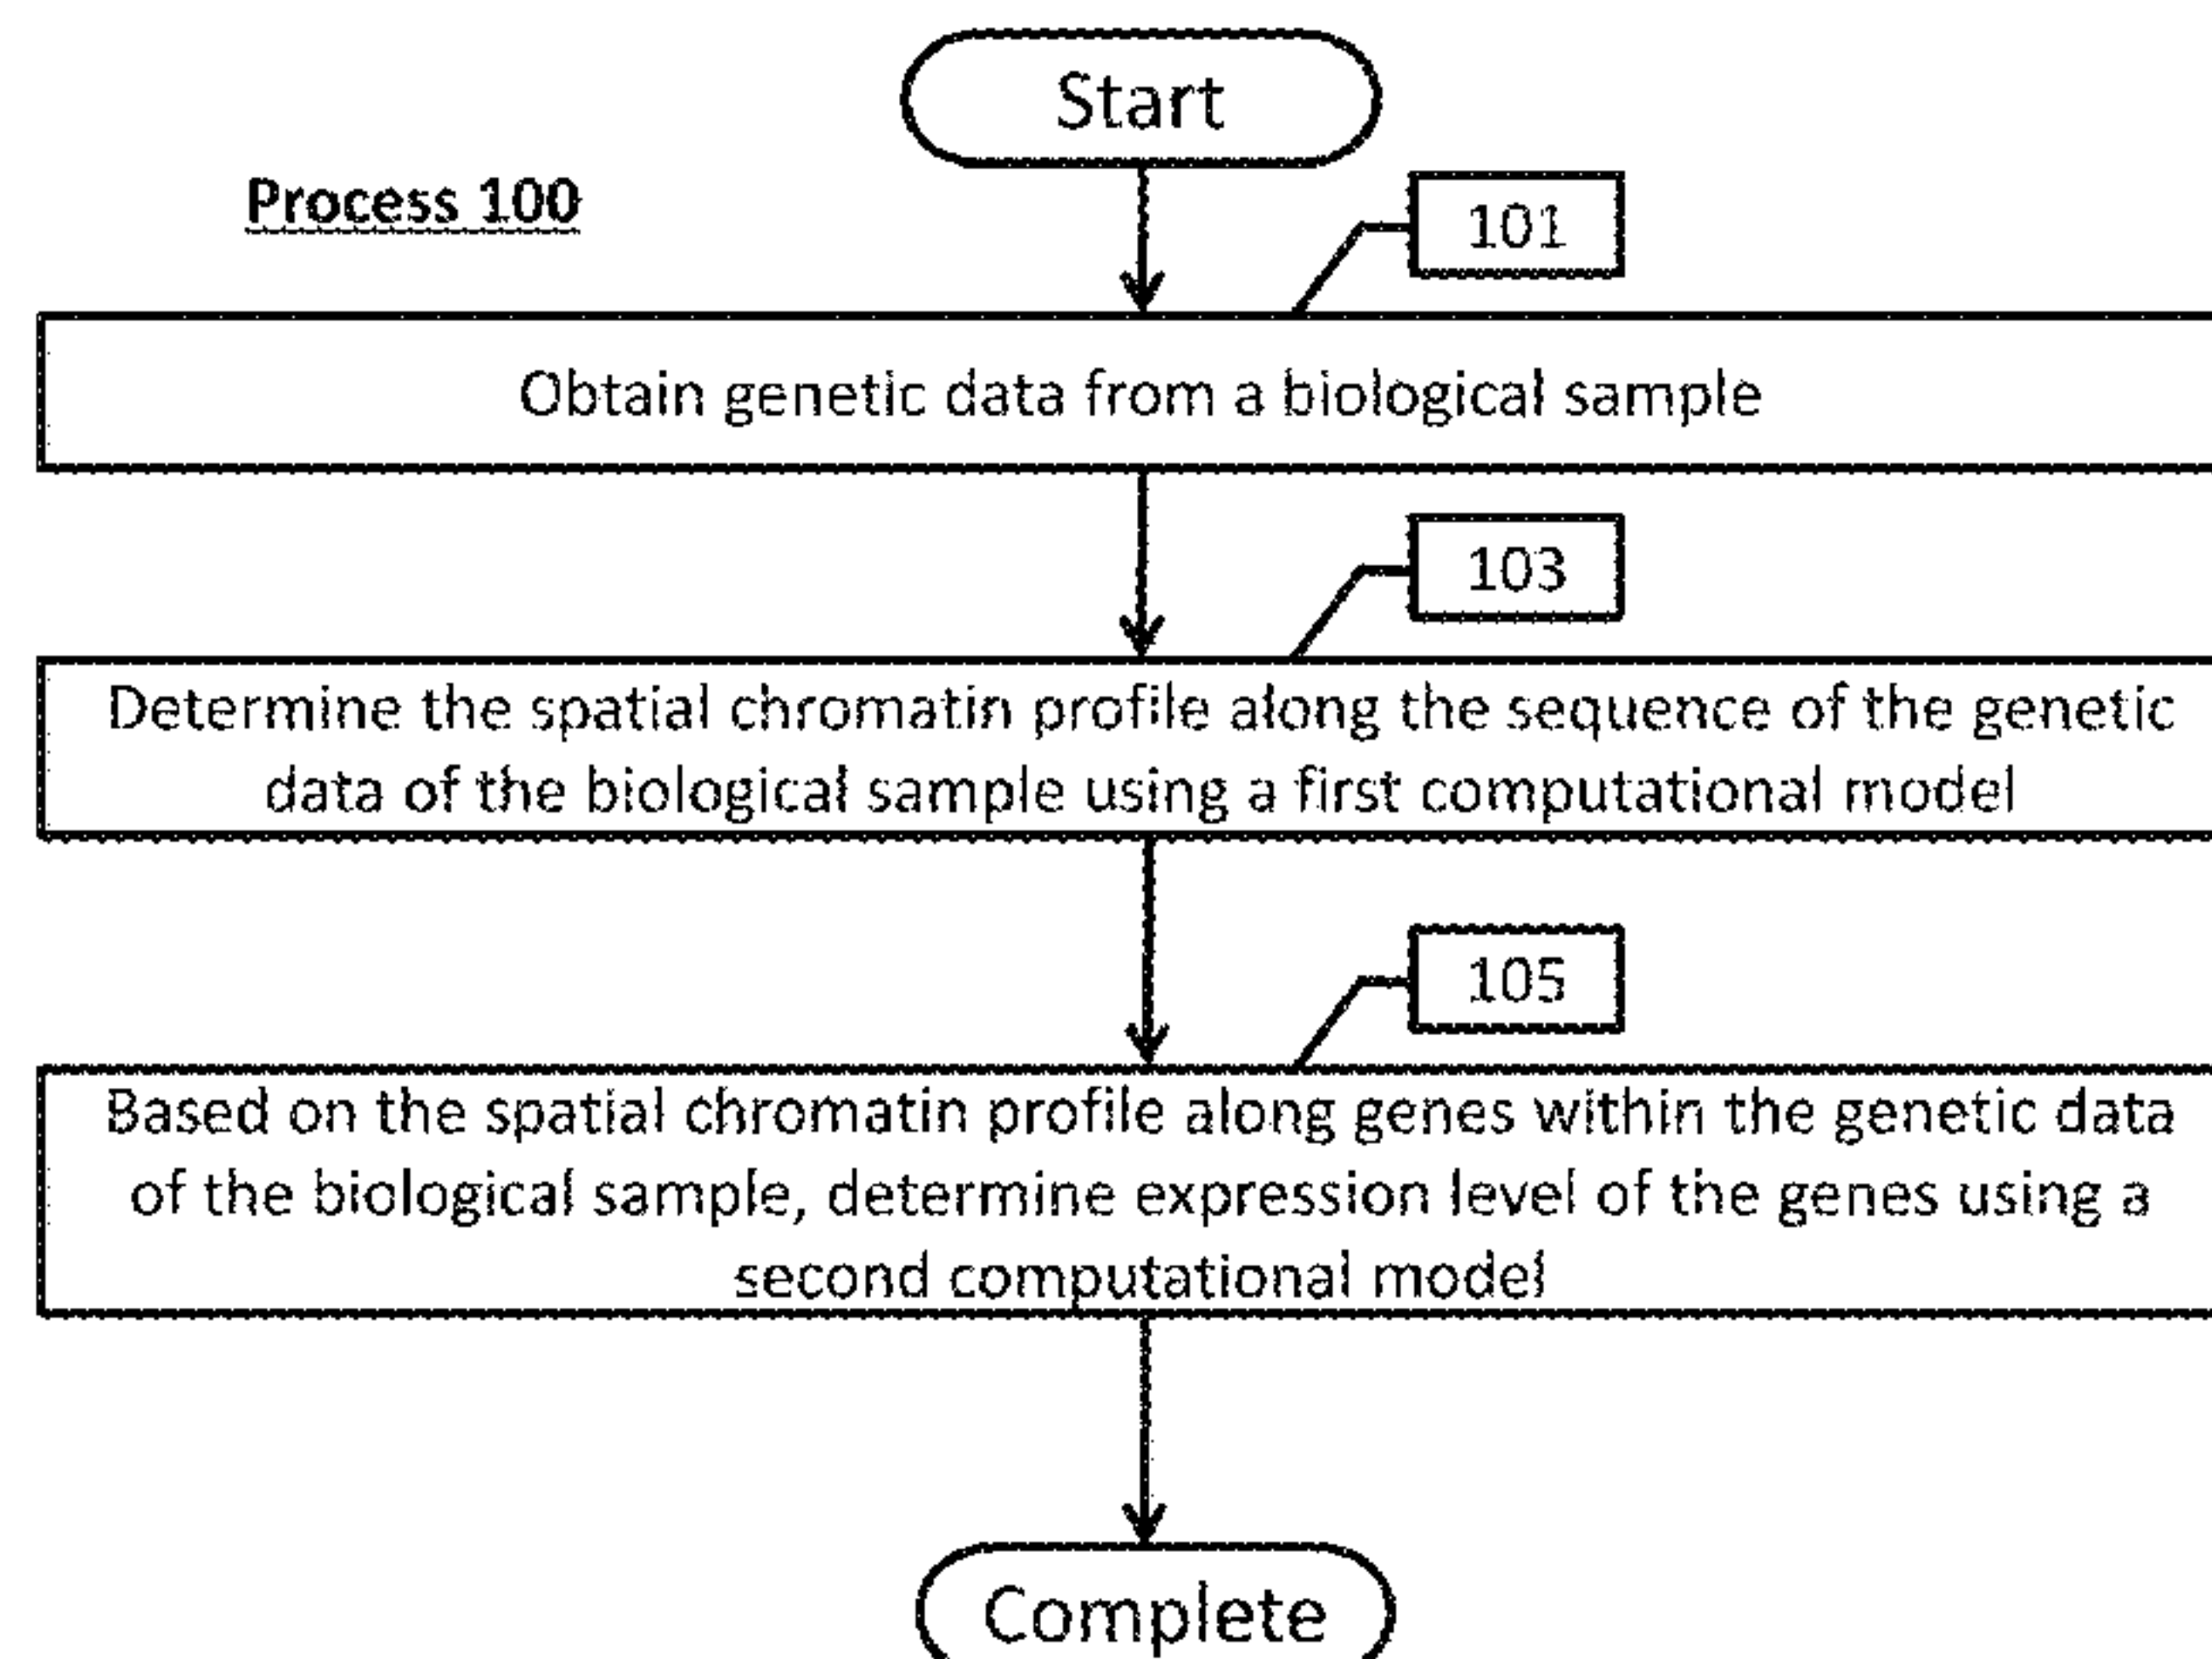 Start
Process 100
101
Obtain genetic data from a biological sample
103
Determine the spatial chromatin profile along the sequence of the genetic
data of the biological sample using a first computational model
105
Based on the spatial chromatin profile along genes within the genetic data
of the biological sample, determine expression level of the genes using a
second computational model
Complete